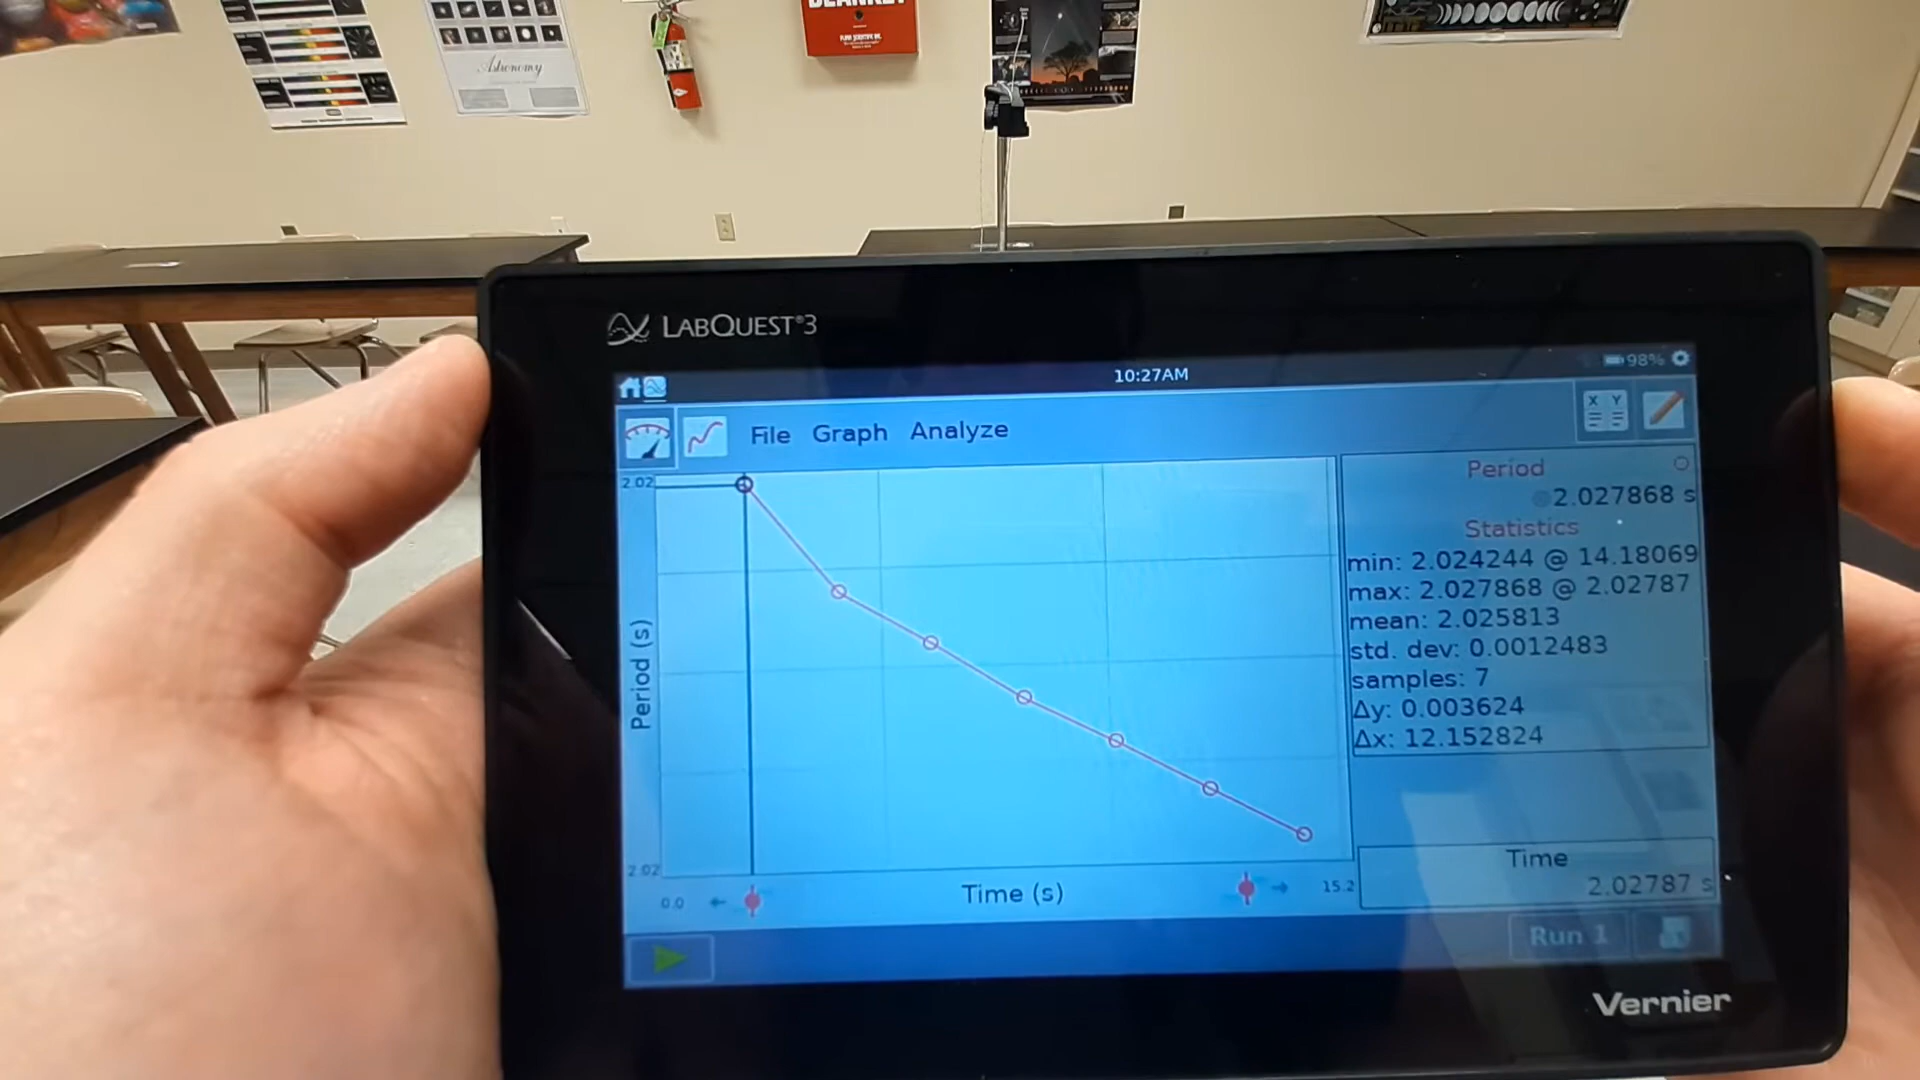 BLANKET
Astronomy
LABQUEST®3
10:27AM
98%
File Graph Analyze
X Y
2.02
Period (s)
2.02
0.0
Time (s)
15.2
Period
2.027868 s
Statistics
min: 2.024244 @ 14.18069
max: 2.027868 @ 2.02787
mean: 2.025813
std. dev: 0.0012483
samples: 7
Δy: 0.003624
Δx: 12.152824
Time
2.02787 s
Run 1
Vernier